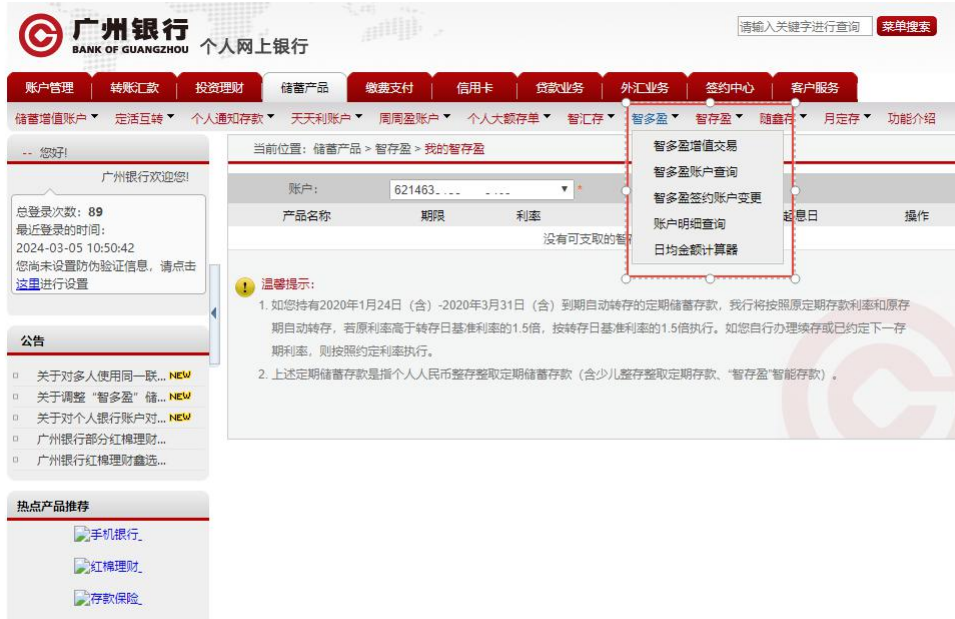 广州银行
BANK OF GUANGZHOU 个人网上银行
请输入关键字进行查询 菜单搜索
账户管理 转账汇款 投资理财 储蓄产品 缴费支付 信用卡 贷款业务 外汇业务 签约中心 客户服务
储蓄增值账户 定活互转 个人通知存款 天天利账户 周周盈账户 个人大额存单 智汇存 智多盈 智存盈 随鑫存 月定存 功能介绍
-- 您好!
广州银行欢迎您!
总登录次数: 89
最近登录的时间:
2024-03-05 10:50:42
您尚未设置防伪验证信息, 请点击
这里进行设置
公告
关于对多人使用同一联... NEW
关于调整“智多盈”储... NEW
关于对个人银行账户对... NEW
广州银行部分红棉理财...
广州银行红棉理财鑫选...
热点产品推荐
手机银行_
红棉理财_
存款保险_
当前位置: 储蓄产品 > 智存盈 > 我的智存盈
账户: 621463 *
产品名称 期限 利率 起息日 操作
没有可支取的智
智多盈增值交易
智多盈账户查询
智多盈签约账户变更
账户明细查询
日均金额计算器
温馨提示:
1. 如您持有2020年1月24日（含）-2020年3月31日（含）到期自动转存的定期储蓄存款，我行将按照原定期存款利率和原存
期自动转存，若原利率高于转存日基准利率的1.5倍，按转存日基准利率的1.5倍执行。如您自行办理续存或已约定下一存
期利率，则按照约定利率执行。
2. 上述定期储蓄存款是指个人人民币整存整取定期储蓄存款（含少儿整存整取定期存款、“智存盈”智能存款）.